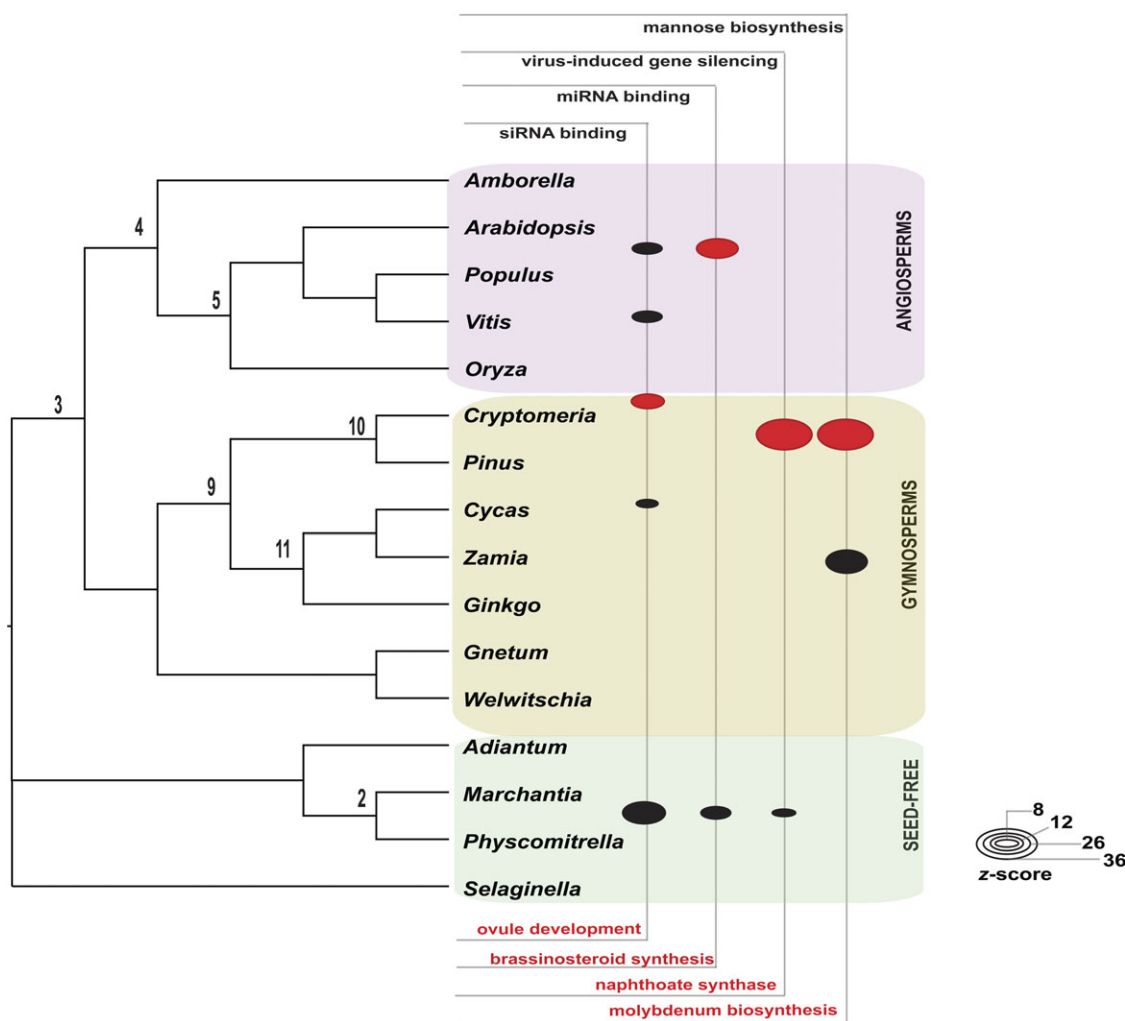 mannose biosynthesis
virus-induced gene silencing
miRNA binding
siRNA binding
Amborella
4
Arabidopsis
Populus
5
Vitis
Oryza
ANGIOSPERMS
3
Cryptomeria
10
Pinus
9
Cycas
11
Zamia
Ginkgo
Gnetum
Welwitschia
GYMNOSPERMS
Adiantum
2
Marchantia
Physcomitrella
Selaginella
SEED-FREE
8
12
26
36
z-score
ovule development
brassinosteroid synthesis
naphthoate synthase
molybdenum biosynthesis